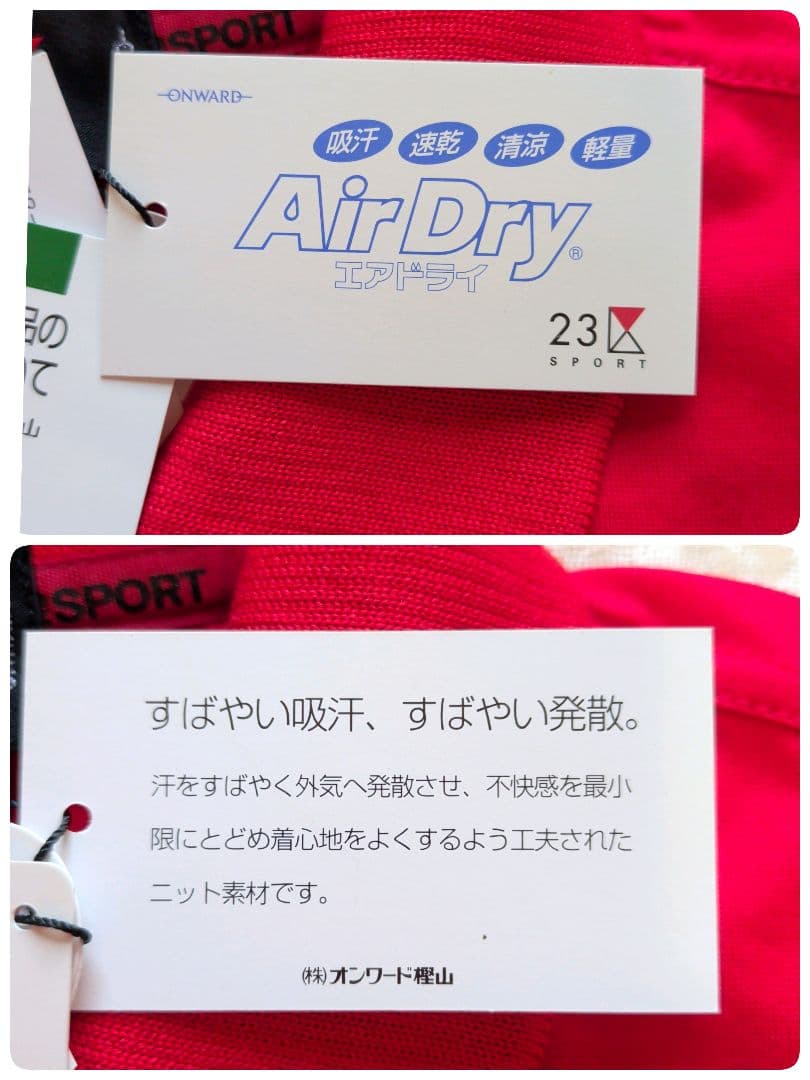 SPORT
ONWARD
吸汗 速乾 清涼 軽量
Air Dry®
エアドライ
23区
SPORT
品の
て
山
SPORT
すばやい吸汗、すばやい発散。
汗をすばやく外気へ発散させ、不快感を最小
限にとどめ着心地をよくするよう工夫された
ニット素材です。
㈱オンワード樫山